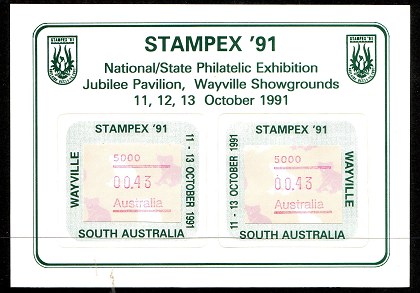 STAMPEX '91
National/State Philatelic Exhibition
Jubilee Pavilion, Wayville Showgrounds
11, 12, 13 October 1991
STAMPEX '91
WAYVILLE
5000
00.43
Australia
11 - 13 OCTOBER 1991
SOUTH AUSTRALIA
STAMPEX '91
11 - 13 OCTOBER 1991
5000
00.43
Australia
WAYVILLE
SOUTH AUSTRALIA